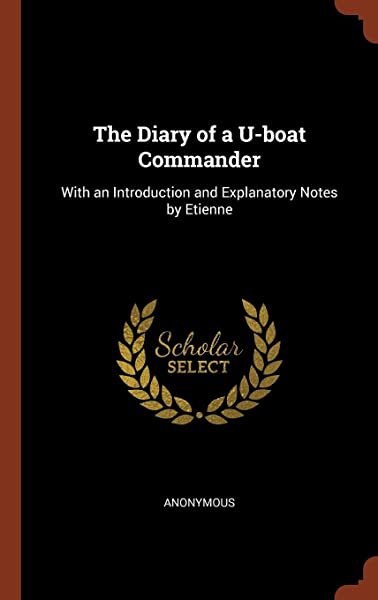 The Diary of a U-boat
Commander
With an Introduction and Explanatory Notes
by Etienne
Scholar
SELECT
ANONYMOUS